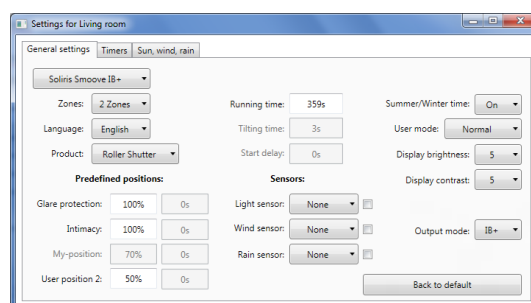 Settings for Living room
General settings Timers Sun, wind, rain
Soliris Smoove IB+
Zones: 2 Zones Running time: 359s Summer/Winter time: On
Language: English Tilting time: 3s User mode: Normal
Product: Roller Shutter Start delay: 0s Display brightness: 5
Predefined positions: Sensors: Display contrast: 5
Glare protection: 100% 0s Light sensor: None
Intimacy: 100% 0s Wind sensor: None Output mode: IB+
My-position: 70% 0s Rain sensor: None
User position 2: 50% 0s Back to default